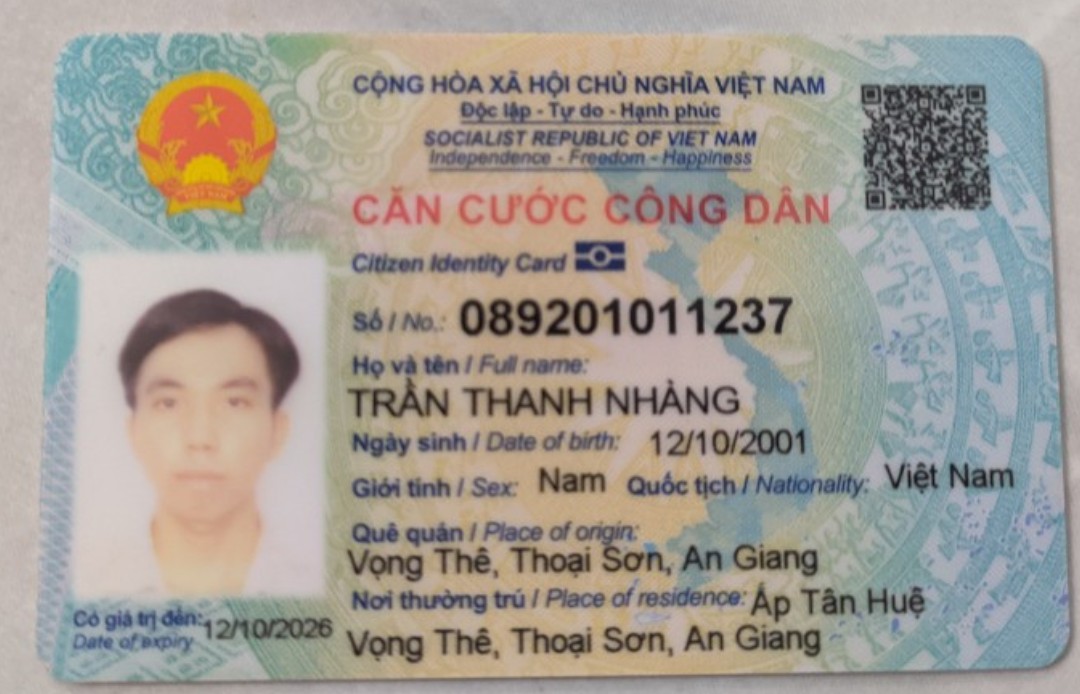 CỘNG HÒA XÃ HỘI CHỦ NGHĨA VIỆT NAM
Độc lập - Tự do - Hạnh phúc
SOCIALIST REPUBLIC OF VIET NAM
Independence - Freedom - Happiness
CĂN CƯỚC CÔNG DÂN
Citizen Identity Card
Số / No.: 089201011237
Họ và tên / Full name:
TRẦN THANH NHÀNG
Ngày sinh / Date of birth: 12/10/2001
Giới tính / Sex: Nam Quốc tịch / Nationality: Việt Nam
Quê quán / Place of origin:
Vọng Thê, Thoại Sơn, An Giang
Nơi thường trú / Place of residence: Ấp Tân Huệ
Vọng Thê, Thoại Sơn, An Giang
Có giá trị đến: 12/10/2026
Date of expiry